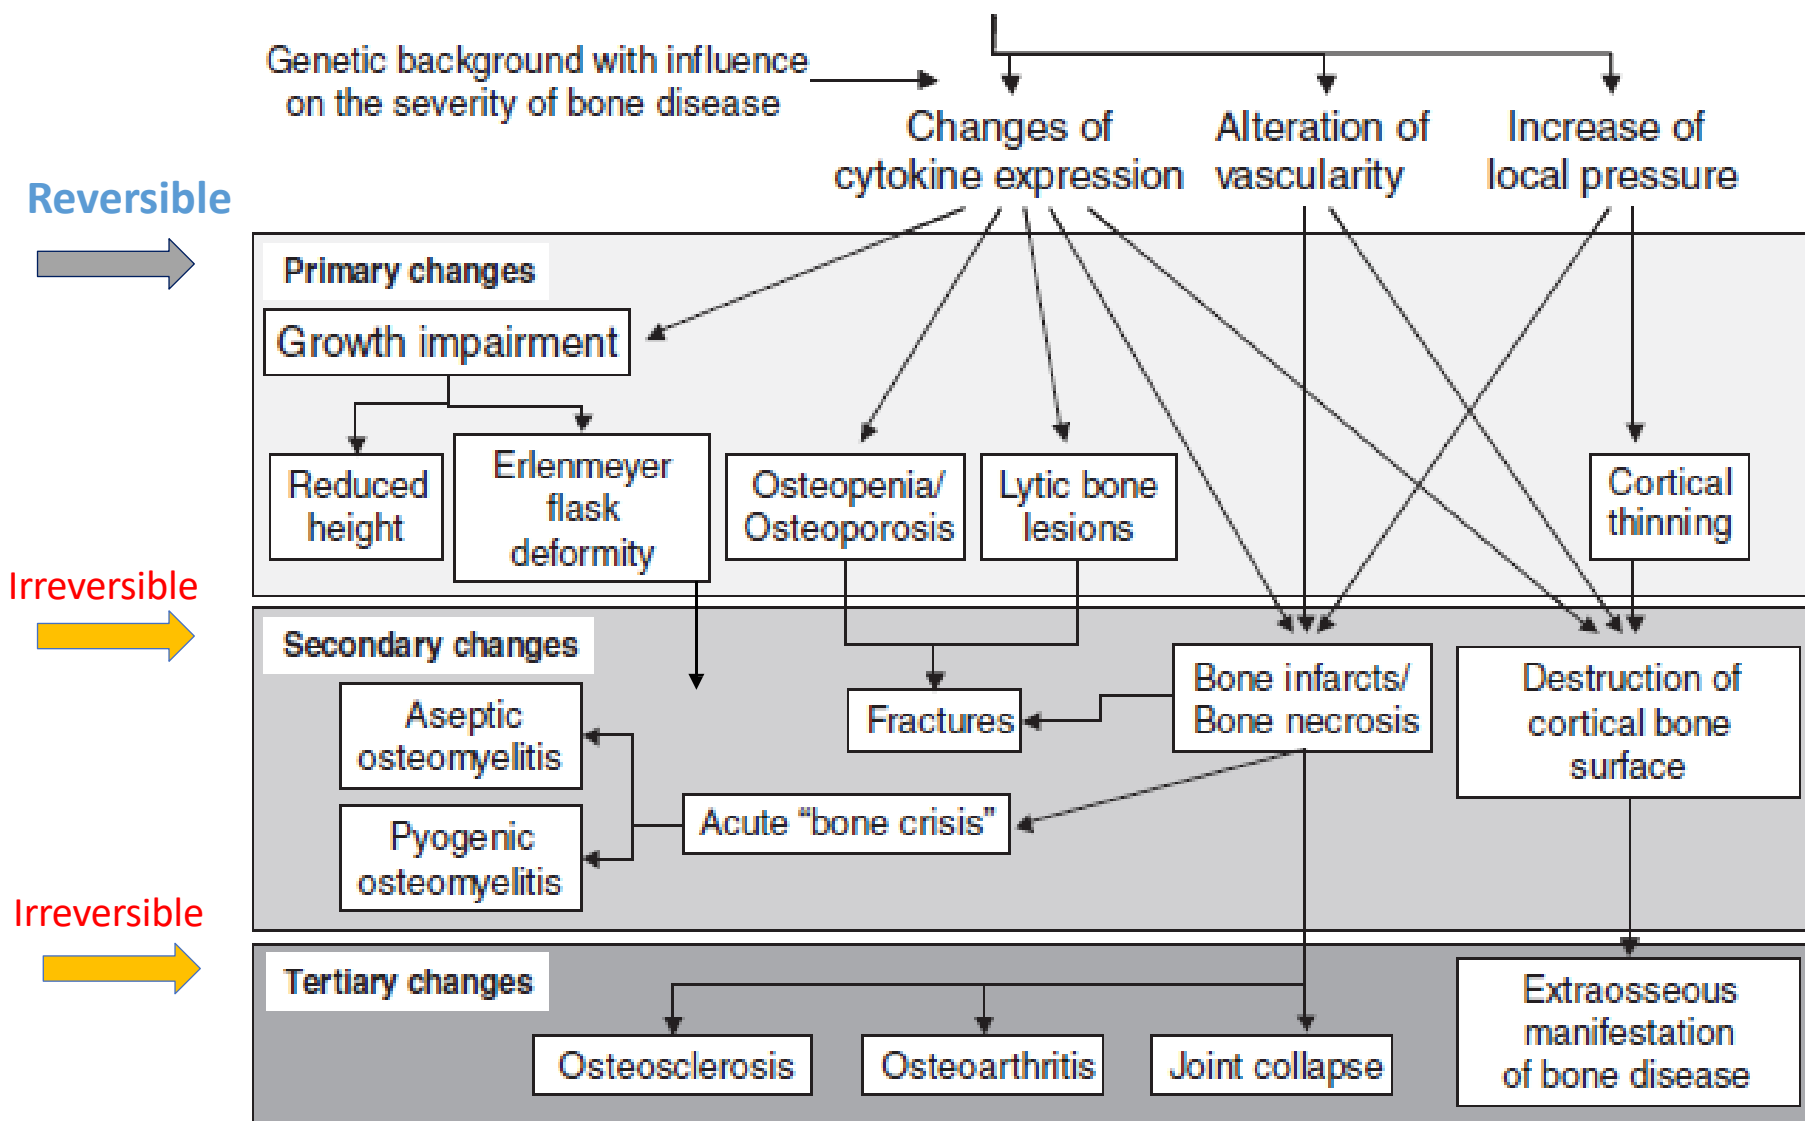 Genetic background with influence
on the severity of bone disease
Changes of
cytokine expression
Alteration of
vascularity
Increase of
local pressure
Reversible
Primary changes
Growth impairment
Reduced
height
Erlenmeyer
flask
deformity
Osteopenia/
Osteoporosis
Lytic bone
lesions
Cortical
thinning
Irreversible
Secondary changes
Aseptic
osteomyelitis
Pyogenic
osteomyelitis
Fractures
Acute “bone crisis”
Bone infarcts/
Bone necrosis
Destruction of
cortical bone
surface
Irreversible
Tertiary changes
Osteosclerosis
Osteoarthritis
Joint collapse
Extraosseous
manifestation
of bone disease